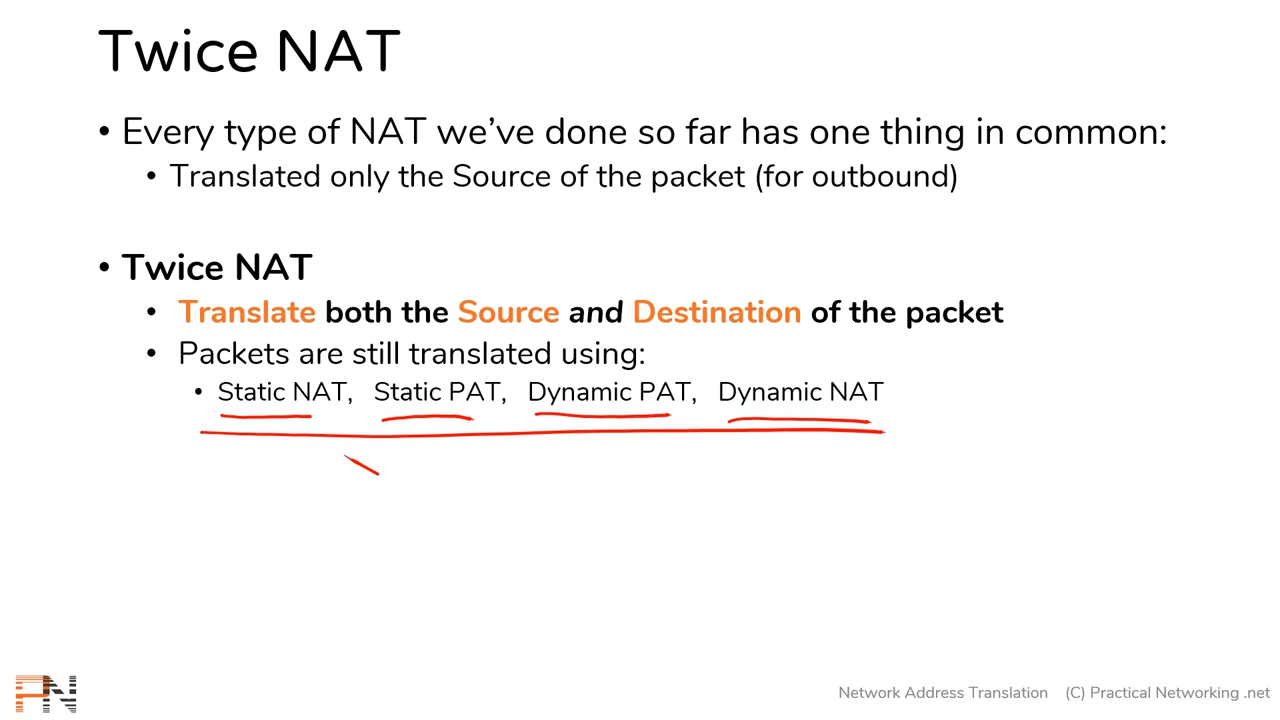 Twice NAT
• Every type of NAT we've done so far has one thing in common:
• Translated only the Source of the packet (for outbound)
• Twice NAT
• Translate both the Source and Destination of the packet
• Packets are still translated using:
• Static NAT, Static PAT, Dynamic PAT, Dynamic NAT
PN
Network Address Translation (C) Practical Networking .net